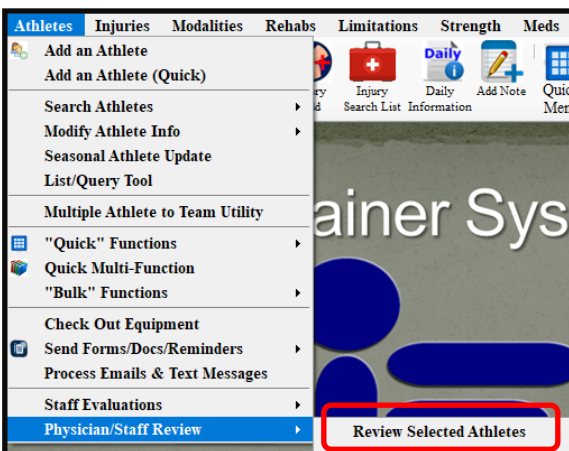 Athletes Injuries Modalities Rehabs Limitations Strength Meds
Add an Athlete
Add an Athlete (Quick)
Search Athletes
Modify Athlete Info
Seasonal Athlete Update
List/Query Tool
Multiple Athlete to Team Utility
"Quick" Functions
Quick Multi-Function
"Bulk" Functions
Check Out Equipment
Send Forms/Docs/Reminders
Process Emails & Text Messages
Staff Evaluations
Physician/Staff Review
Review Selected Athletes
Daily
Injury
Search List
Daily
Information
Add Note
ainer Sys